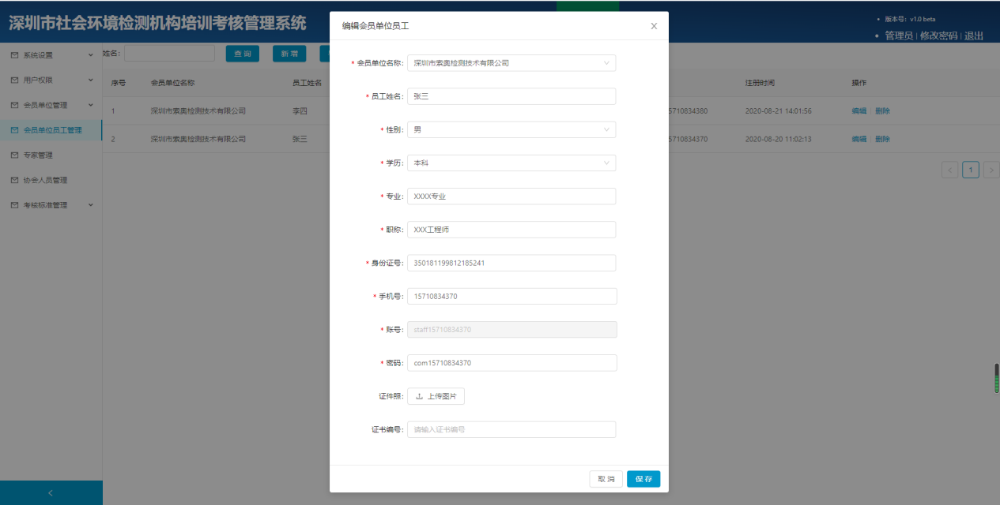 深圳市社会环境检测机构培训考核管理系统
版本号：v1.0 beta
管理员 | 修改密码 | 退出
系统设置
用户权限
会员单位管理
会员单位员工管理
专家管理
协会人员管理
考核标准管理
姓名：
查 询
新 增
序号 会员单位名称 员工姓名 注册时间 操作
1 深圳市索奥检测技术有限公司 李四 5710834380 2020-08-21 14:01:56 编辑 | 删除
2 深圳市索奥检测技术有限公司 张三 5710834370 2020-08-20 11:02:13 编辑 | 删除
1
编辑会员单位员工
* 会员单位名称： 深圳市索奥检测技术有限公司
* 员工姓名： 张三
* 性别： 男
* 学历： 本科
* 专业： XXXX专业
* 职称： XXX工程师
* 身份证号： 350181199812185241
* 手机号： 15710834370
* 账号： staff15710834370
* 密码： com15710834370
证件照： 上传图片
证书编号： 请输入证书编号
取 消
保 存